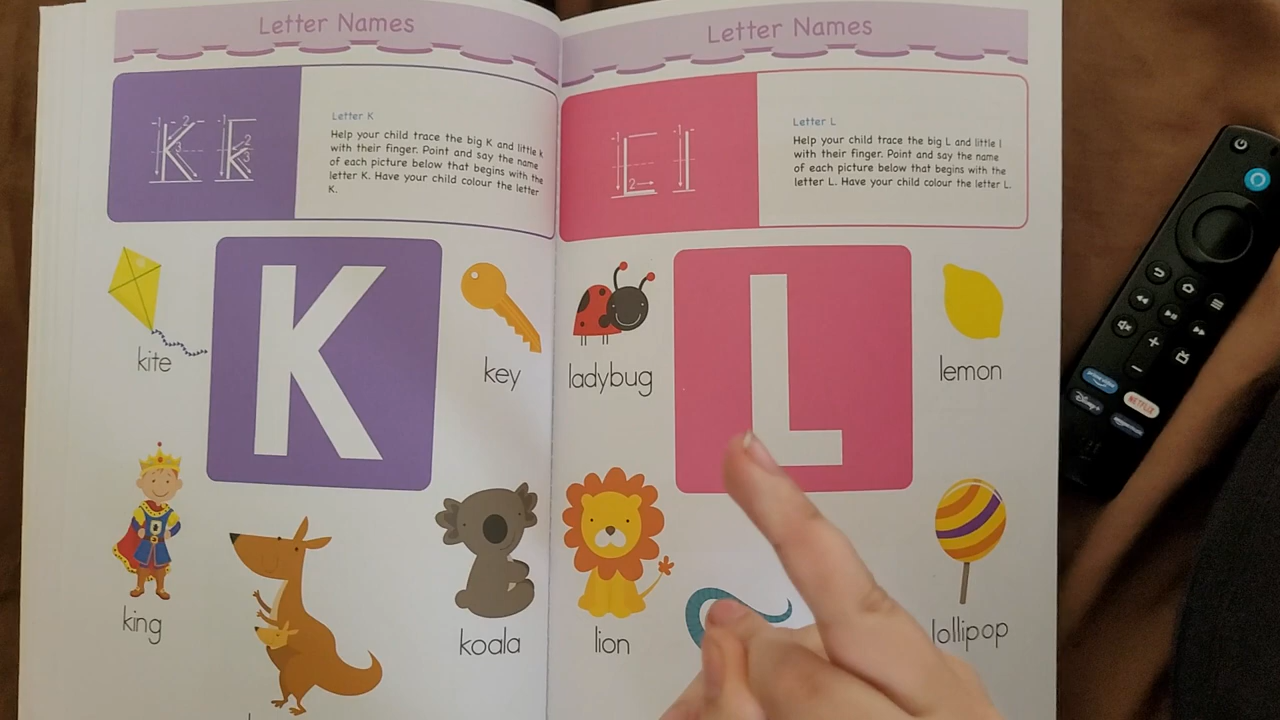 Letter Names
K k
Letter K
Help your child trace the big K and little k
with their finger. Point and say the name
of each picture below that begins with the
letter K. Have your child colour the letter
K.
K
kite
key
king
koala
Letter Names
L l
Letter L
Help your child trace the big L and little l
with their finger. Point and say the name
of each picture below that begins with the
letter L. Have your child colour the letter L.
L
ladybug
lemon
lion
lollipop
prime video
NETFLIX
Disney+